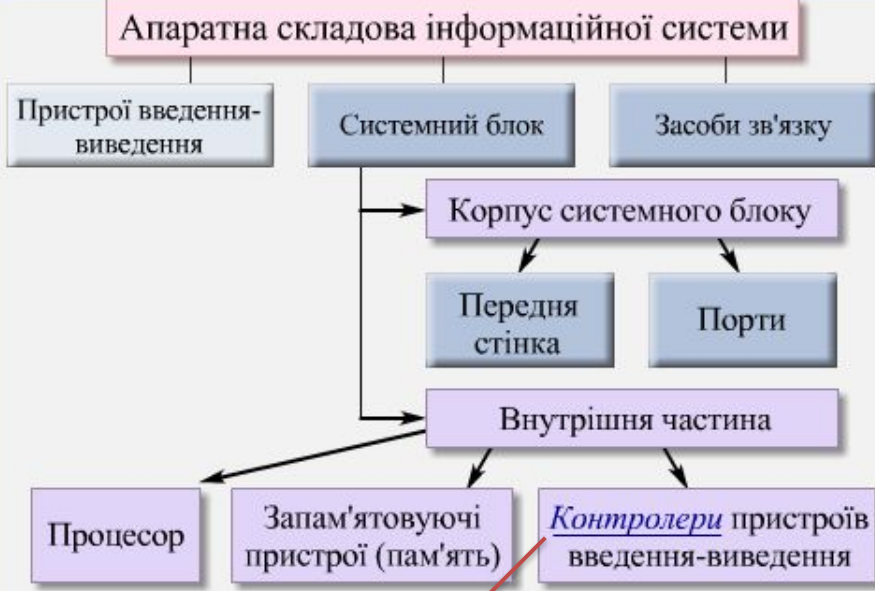 Апаратна складова інформаційної системи
Пристрої введення-
виведення
Системний блок
Засоби зв'язку
Корпус системного блоку
Передня
стінка
Порти
Внутрішня частина
Процесор
Запам'ятовуючі
пристрої (пам'ять)
Контролери пристроїв
введення-виведення